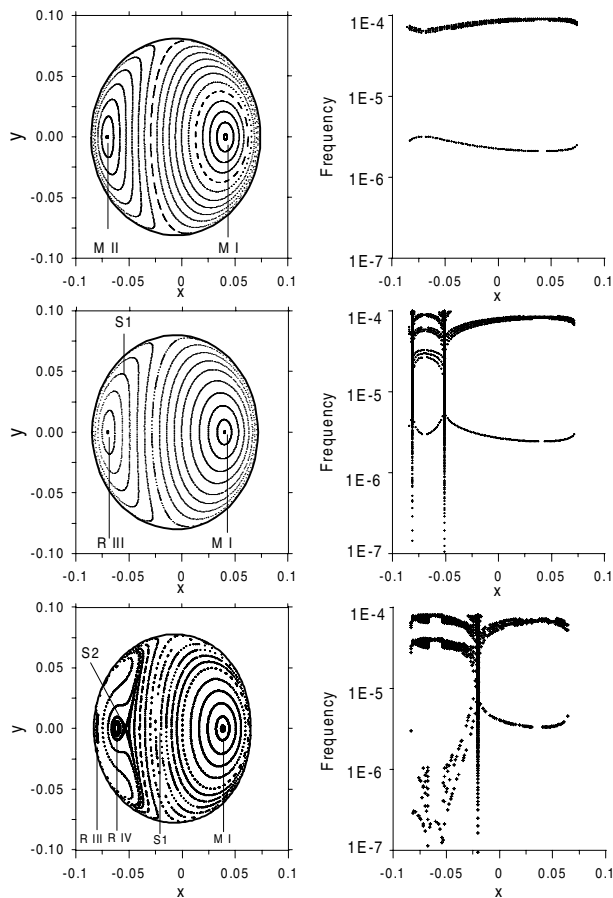 0.10
0.05
0.00
-0.05
-0.10
y
M II
M I
-0.1
-0.05
0
0.05
0.1
x
1E-4
1E-5
1E-6
1E-7
Frequency
-0.1
-0.05
0
0.05
0.1
x
S1
0.10
0.05
0.00
-0.05
-0.10
y
R III
M I
-0.1
-0.05
0
0.05
0.1
x
1E-4
1E-5
1E-6
1E-7
Frequency
-0.1
-0.05
0
0.05
0.1
x
0.10
0.05
0.00
-0.05
-0.10
y
S2
R III
R IV
S1
M I
-0.1
-0.05
0
0.05
0.1
x
1E-4
1E-5
1E-6
1E-7
Frequency
-0.1
-0.05
0
0.05
0.1
x